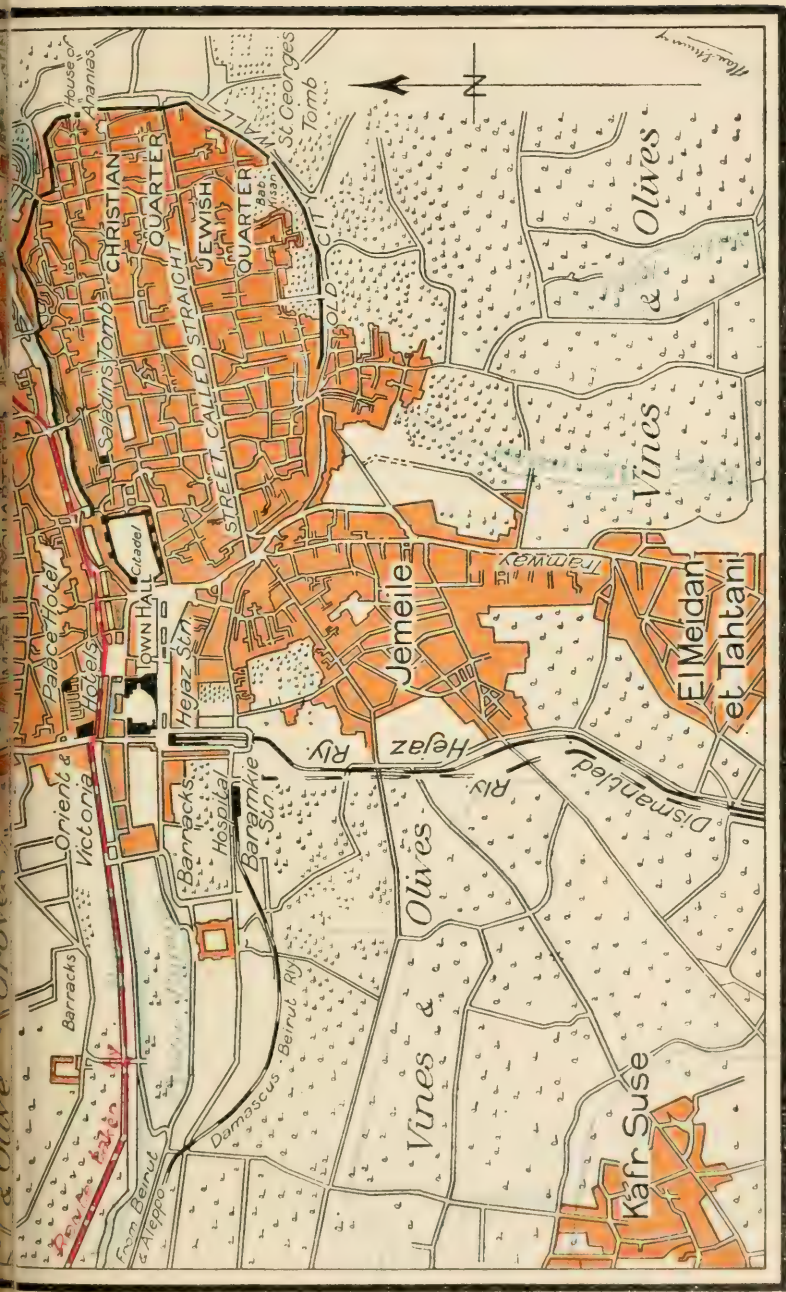 House of
Ananias
CHRISTIAN
QUARTER
JEWISH
QUARTER
Bab
Kisan
St Georges
Tomb
OLD CITY WALL
N
Saladins Tomb
STREET CALLED STRAIGHT
Citadel
Palace Hotel
Hotels
TOWN HALL
Hejaz Stn.
Orient &
Victoria
Barracks
Hospital
Baramkie
Stn.
Barracks
From Beirut
& Aleppo
Damascus - Beirut Rly
Jemeile
Tramway
Hejaz Rly.
Dismantled Rly
El Meidan
et Tahtani
Vines & Olives
Vines & Olives
Kafr Suse